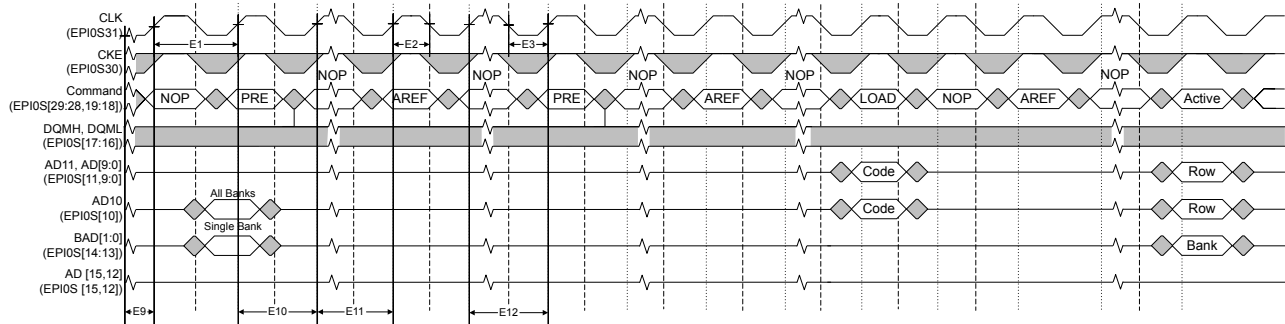 CLK
(EPI0S31)
E1
E2
E3
CKE
(EPI0S30)
NOP
NOP
NOP
NOP
NOP
Command
(EPI0S[29:28,19:18])
NOP
PRE
AREF
PRE
AREF
LOAD
NOP
AREF
Active
DQMH, DQML
(EPI0S[17:16])
AD11, AD[9:0]
(EPI0S[11,9:0]
Code
Row
All Banks
AD10
(EPI0S[10])
Code
Row
Single Bank
BAD[1:0]
(EPI0S[14:13])
Bank
AD [15,12]
(EPI0S [15,12])
E9
E10
E11
E12